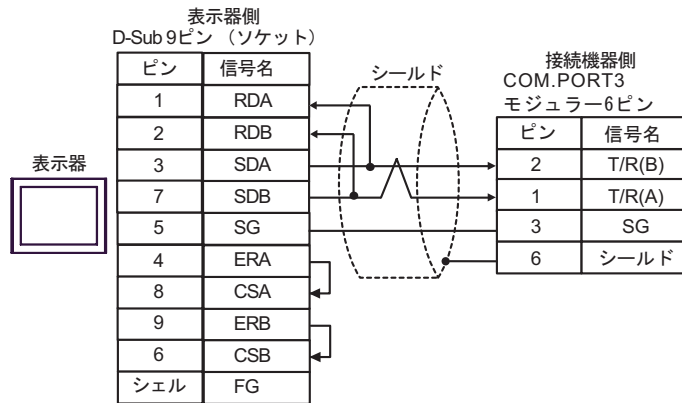 表示器側
D-Sub 9ピン （ソケット）
ピン 信号名
1 RDA
2 RDB
3 SDA
7 SDB
5 SG
4 ERA
8 CSA
9 ERB
6 CSB
シェル FG
表示器
シールド
接続機器側
COM.PORT3
モジュラー6ピン
ピン 信号名
2 T/R(B)
1 T/R(A)
3 SG
6 シールド